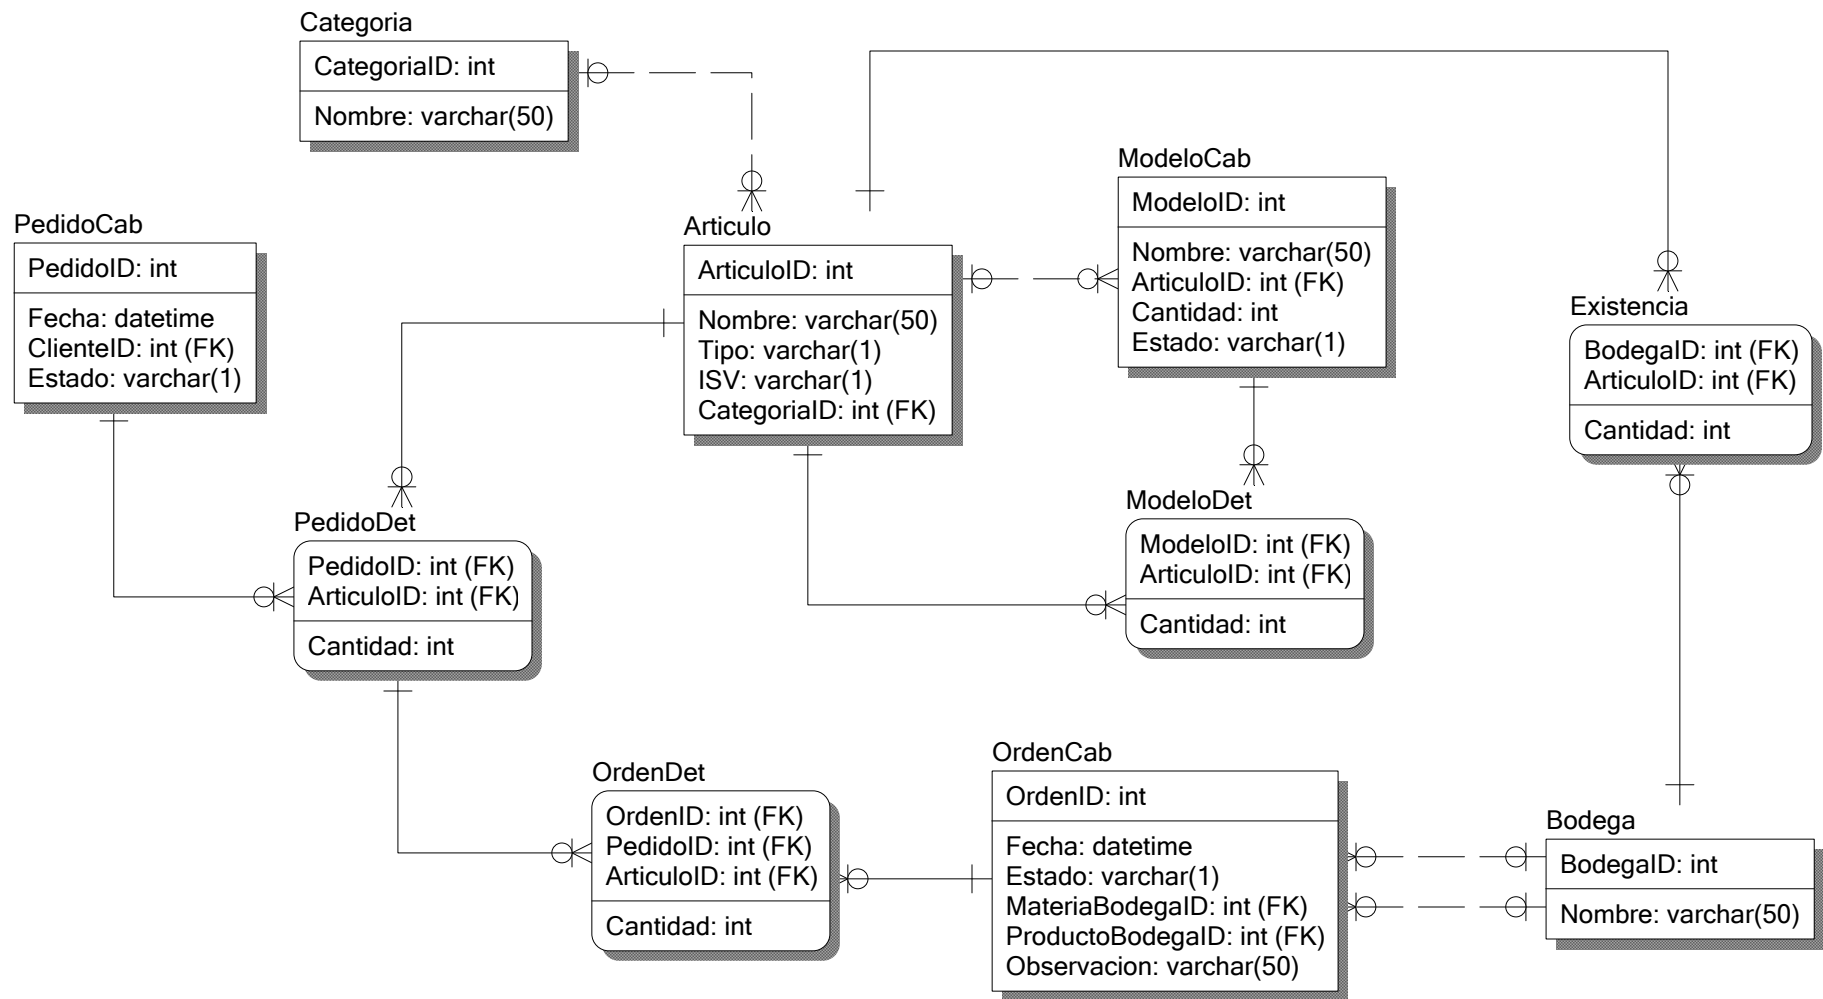 Categoria
CategoriaID: int
Nombre: varchar(50)
PedidoCab
PedidoID: int
Fecha: datetime
ClienteID: int (FK)
Estado: varchar(1)
Articulo
ArticuloID: int
Nombre: varchar(50)
Tipo: varchar(1)
ISV: varchar(1)
CategoriaID: int (FK)
ModeloCab
ModeloID: int
Nombre: varchar(50)
ArticuloID: int (FK)
Cantidad: int
Estado: varchar(1)
Existencia
BodegaID: int (FK)
ArticuloID: int (FK)
Cantidad: int
PedidoDet
PedidoID: int (FK)
ArticuloID: int (FK)
Cantidad: int
ModeloDet
ModeloID: int (FK)
ArticuloID: int (FK)
Cantidad: int
OrdenDet
OrdenID: int (FK)
PedidoID: int (FK)
ArticuloID: int (FK)
Cantidad: int
OrdenCab
OrdenID: int
Fecha: datetime
Estado: varchar(1)
MateriaBodegaID: int (FK)
ProductoBodegaID: int (FK)
Observacion: varchar(50)
Bodega
BodegaID: int
Nombre: varchar(50)